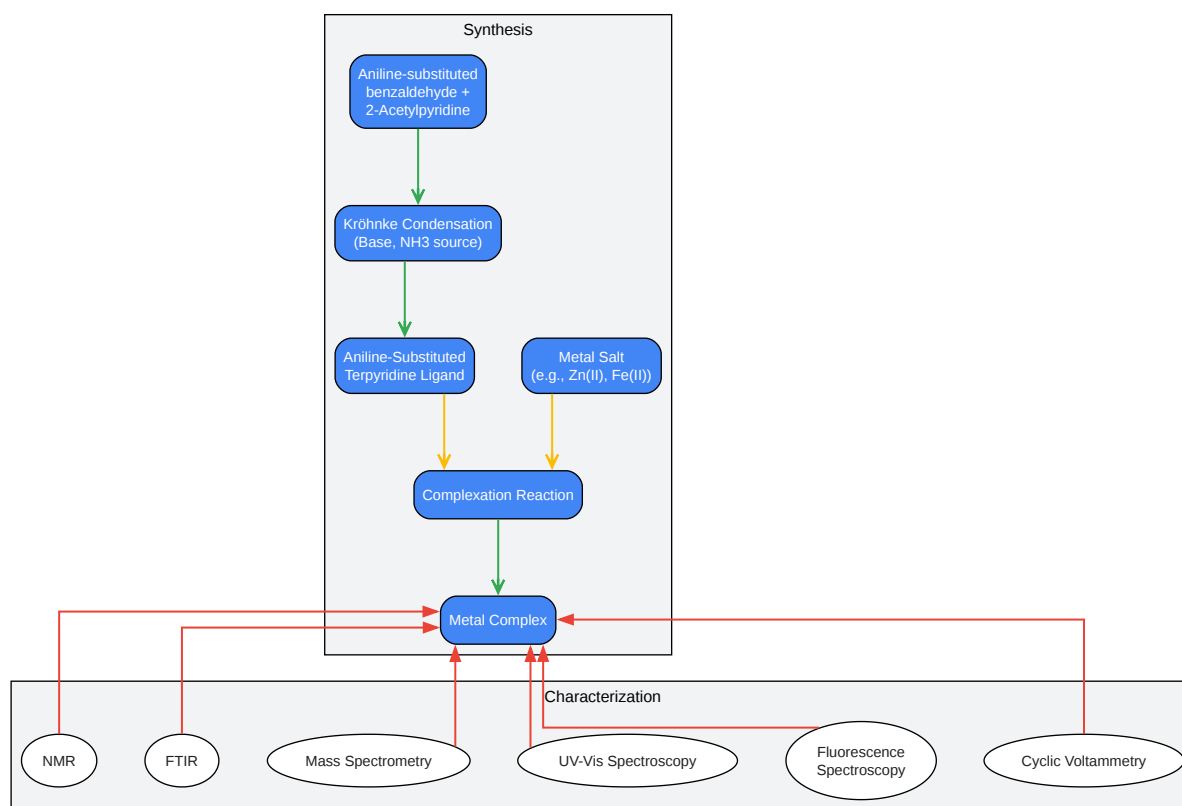 Synthesis
Aniline-substituted
benzaldehyde +
2-Acetylpyridine
Kröhnke Condensation
(Base, NH3 source)
Aniline-Substituted
Terpyridine Ligand
Metal Salt
(e.g., Zn(II), Fe(II))
Complexation Reaction
Metal Complex
Characterization
NMR
FTIR
Mass Spectrometry
UV-Vis Spectroscopy
Fluorescence
Spectroscopy
Cyclic Voltammetry